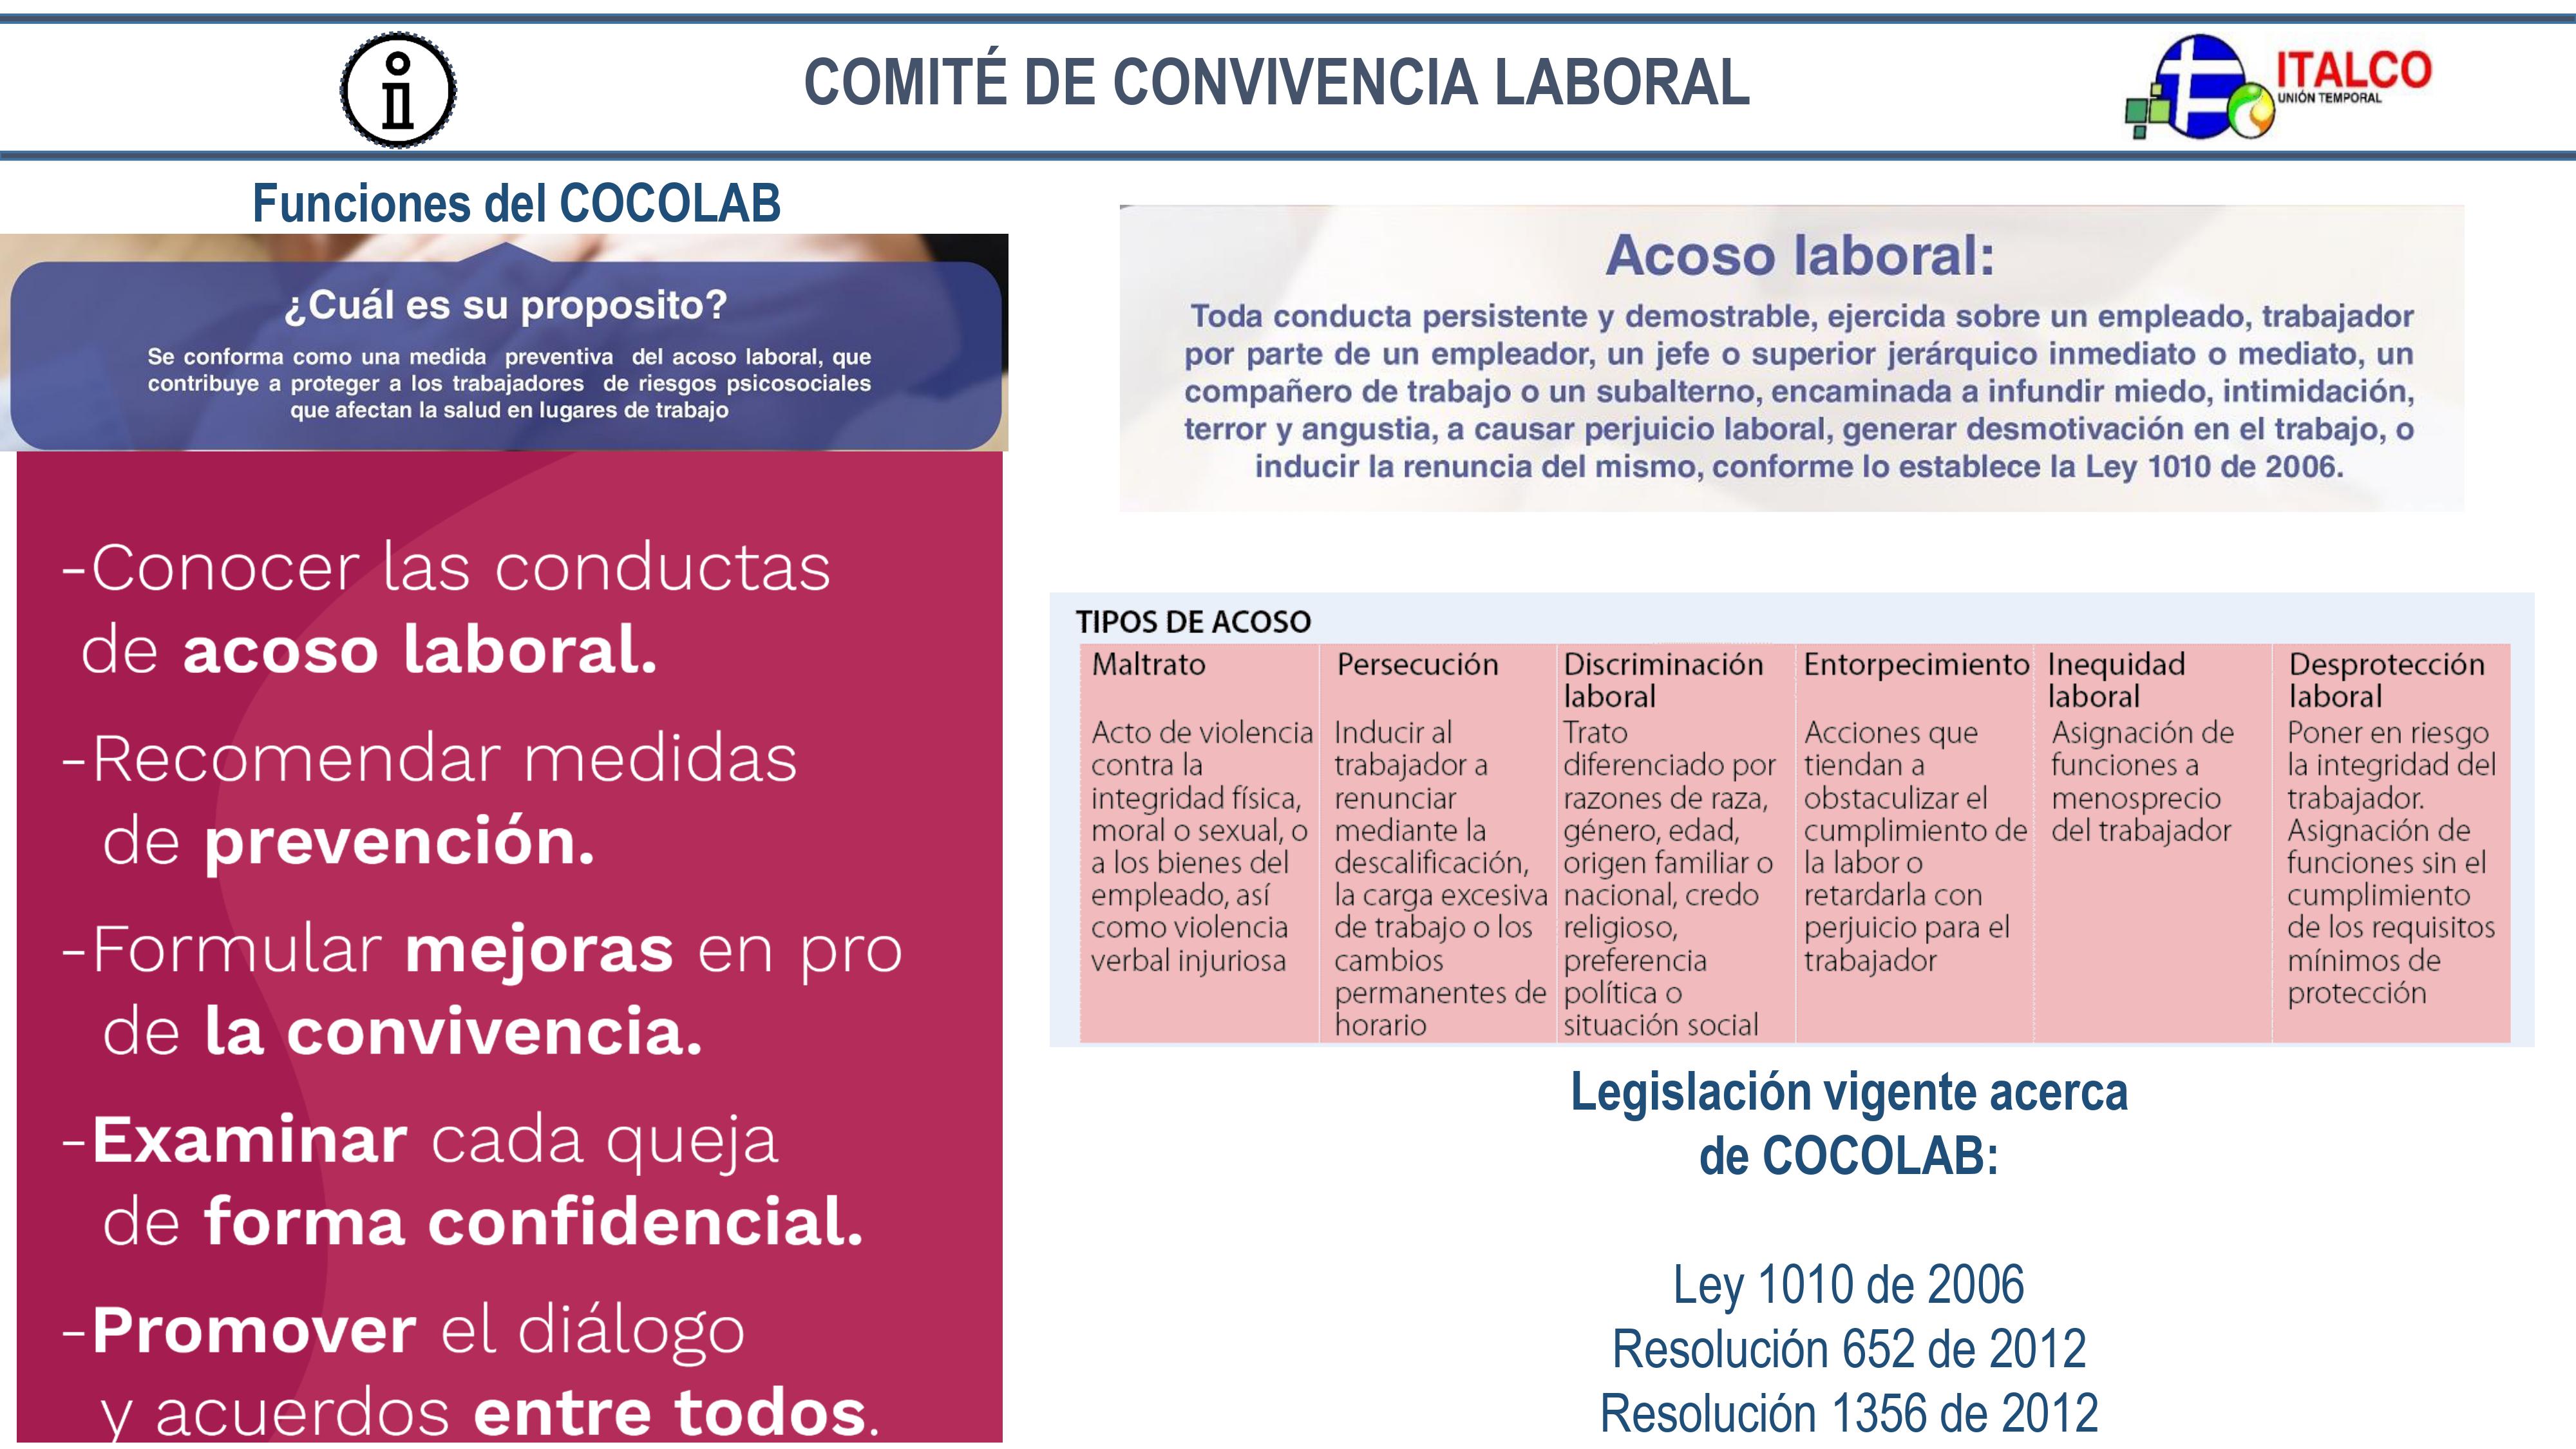 COMITÉ DE CONVIVENCIA LABORAL
ITALCO
UNIÓN TEMPORAL
Funciones del COCOLAB
¿Cuál es su proposito?
Se conforma como una medida preventiva del acoso laboral, que
contribuye a proteger a los trabajadores de riesgos psicosociales
que afectan la salud en lugares de trabajo
-Conocer las conductas
de acoso laboral.
-Recomendar medidas
de prevención.
-Formular mejoras en pro
de la convivencia.
-Examinar cada queja
de forma confidencial.
-Promover el diálogo
y acuerdos entre todos.
Acoso laboral:
Toda conducta persistente y demostrable, ejercida sobre un empleado, trabajador
por parte de un empleador, un jefe o superior jerárquico inmediato o mediato, un
compañero de trabajo o un subalterno, encaminada a infundir miedo, intimidación,
terror y angustia, a causar perjuicio laboral, generar desmotivación en el trabajo, o
inducir la renuncia del mismo, conforme lo establece la Ley 1010 de 2006.
TIPOS DE ACOSO
Maltrato
Acto de violencia
contra la
integridad física,
moral o sexual, o
a los bienes del
empleado, así
como violencia
verbal injuriosa
Persecución
Inducir al
trabajador a
renunciar
mediante la
descalificación,
la carga excesiva
de trabajo o los
cambios
permanentes de
horario
Discriminación
laboral
Trato
diferenciado por
razones de raza,
género, edad,
origen familiar o
nacional, credo
religioso,
preferencia
política o
situación social
Entorpecimiento
Acciones que
tiendan a
obstaculizar el
cumplimiento de
la labor o
retardarla con
perjuicio para el
trabajador
Inequidad
laboral
Asignación de
funciones a
menosprecio
del trabajador
Desprotección
laboral
Poner en riesgo
la integridad del
trabajador.
Asignación de
funciones sin el
cumplimiento
de los requisitos
mínimos de
protección
Legislación vigente acerca
de COCOLAB:
Ley 1010 de 2006
Resolución 652 de 2012
Resolución 1356 de 2012